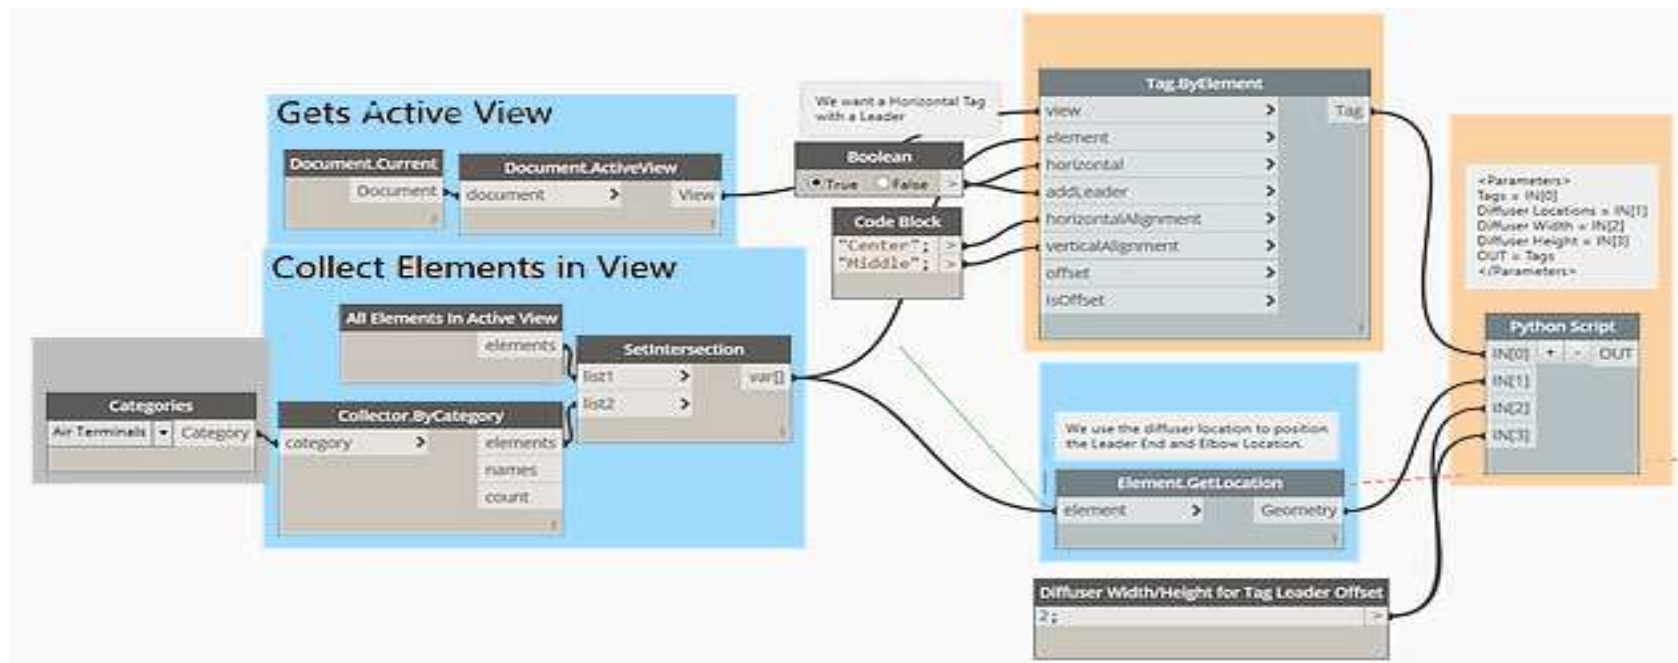 Gets Active View
Document.Current
Document
Document.ActiveView
document >
View
Collect Elements in View
All Elements In Active View
elements
SetIntersection
list1 >
list2 >
var[]
Categories
Air Terminals
Category
Collector.ByCategory
category >
elements
names
count
We want a Horizontal Tag
with a Leader
Boolean
True False >
Code Block
"Center"; >
"Middle"; >
Tag.ByElement
view >
Tag
element >
horizontal >
addLeader >
horizontalAlignment >
verticalAlignment >
offset >
isOffset >
We use the diffuser location to position
the Leader End and Elbow Location.
Element.GetLocation
element >
Geometry
Diffuser Width/Height for Tag Leader Offset
2; >
<Parameters>
Tags = IN[0]
Diffuser Locations = IN[1]
Diffuser Width = IN[2]
Diffuser Height = IN[3]
OUT = Tags
</Parameters>
Python Script
IN[0] + - OUT
IN[1]
IN[2]
IN[3]